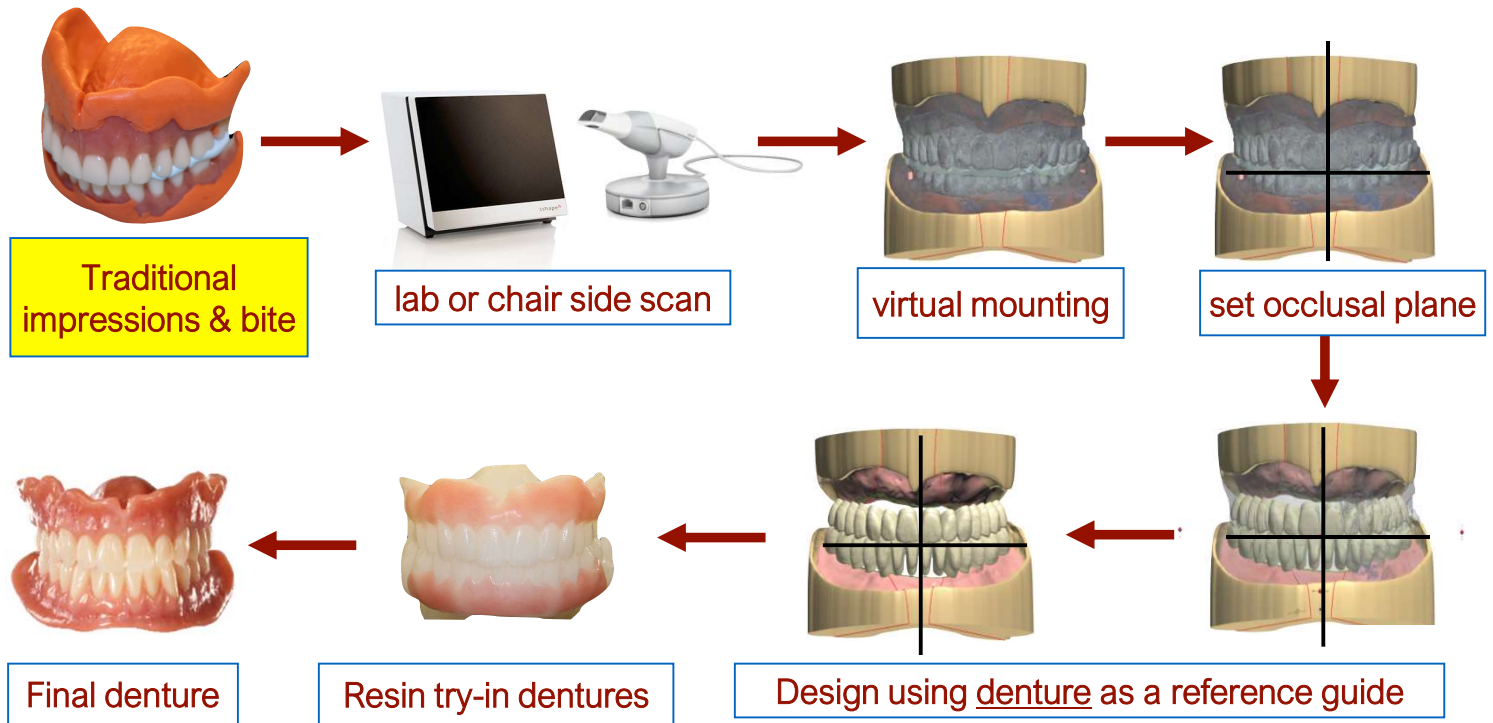 Traditional
impressions & bite
lab or chair side scan
virtual mounting
set occlusal plane
3shape
Final denture
Resin try-in dentures
Design using denture as a reference guide